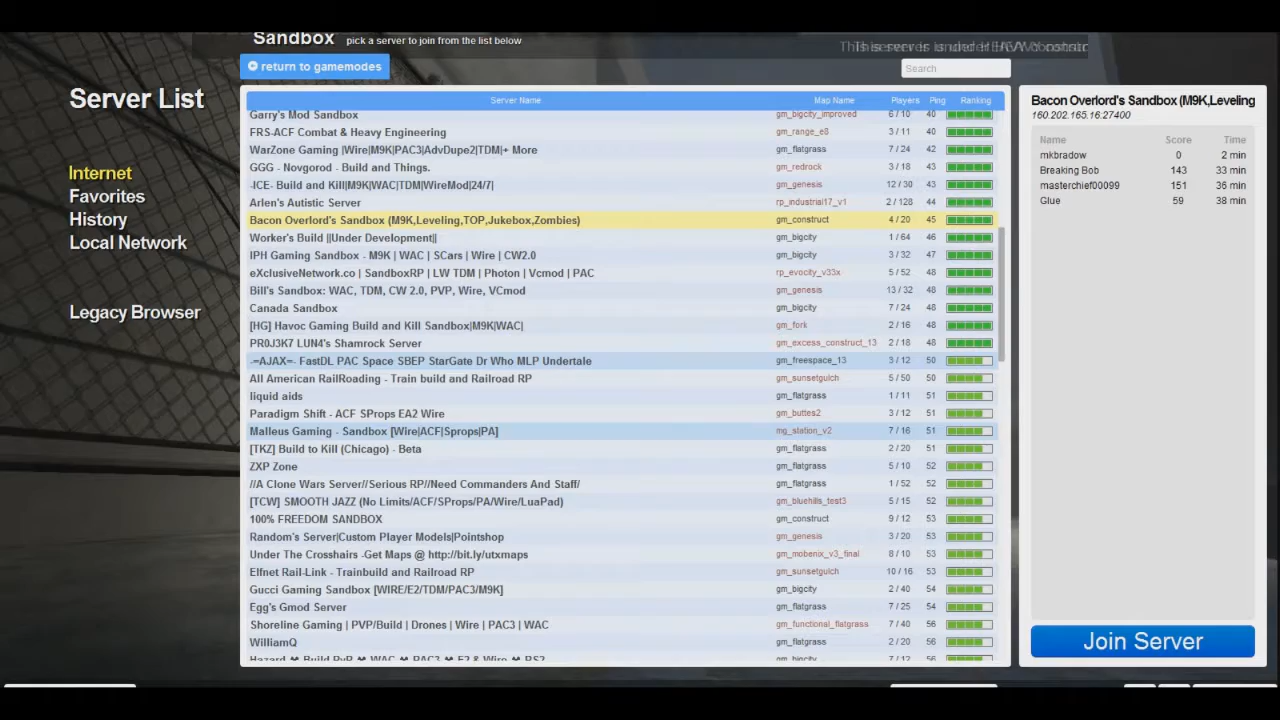 Sandbox pick a server to join from the list below
This server is under
return to gamemodes
Search
Server List
Internet
Favorites
History
Local Network
Legacy Browser
Server Name Map Name Players Ping Ranking
Garry's Mod Sandbox gm_bigcity_improved 6 / 10 40
FRS-ACF Combat & Heavy Engineering gm_range_e8 3 / 11 40
WarZone Gaming |Wire|M9K|PAC3|AdvDupe2|TDM|+ More gm_flatgrass 7 / 24 42
GGG - Novgorod - Build and Things. gm_redrock 3 / 18 43
-ICE- Build and Kill|M9K|WAC|TDM|WireMod|24/7| gm_genesis 12 / 30 43
Arlen's Autistic Server rp_industrial17_v1 2 / 128 44
Bacon Overlord's Sandbox (M9K,Leveling,TOP,Jukebox,Zombies) gm_construct 4 / 20 45
Worker's Build ||Under Development|| gm_bigcity 1 / 64 46
IPH Gaming Sandbox - M9K | WAC | SCars | Wire | CW2.0 gm_bigcity 3 / 32 47
eXclusiveNetwork.co | SandboxRP | LW TDM | Photon | Vcmod | PAC rp_evocity_v33x 5 / 52 48
Bill's Sandbox: WAC, TDM, CW 2.0, PVP, Wire, VCmod gm_genesis 13 / 32 48
Canada Sandbox gm_bigcity 7 / 24 48
[HG] Havoc Gaming Build and Kill Sandbox|M9K|WAC| gm_fork 2 / 16 48
PR0J3K7 LUN4's Shamrock Server gm_excess_construct_13 2 / 18 48
-=AJAX=- FastDL PAC Space SBEP StarGate Dr Who MLP Undertale gm_freespace_13 3 / 12 50
All American RailRoading - Train build and Railroad RP gm_sunsetgulch 5 / 50 50
liquid aids gm_flatgrass 1 / 11 51
Paradigm Shift - ACF SProps EA2 Wire gm_buttes2 3 / 12 51
Malleus Gaming - Sandbox [Wire|ACF|Sprops|PA] mg_station_v2 7 / 16 51
[TKZ] Build to Kill (Chicago) - Beta gm_flatgrass 2 / 20 51
ZXP Zone gm_flatgrass 5 / 10 52
//A Clone Wars Server//Serious RP//Need Commanders And Staff/ gm_flatgrass 1 / 52 52
[TCW] SMOOTH JAZZ (No Limits/ACF/SProps/PA/Wire/LuaPad) gm_bluehills_test3 5 / 15 52
100% FREEDOM SANDBOX gm_construct 9 / 12 53
Random's Server|Custom Player Models|Pointshop gm_genesis 3 / 20 53
Under The Crosshairs -Get Maps @ http://bit.ly/utxmaps gm_mobenix_v3_final 8 / 10 53
Elfnet Rail-Link - Trainbuild and Railroad RP gm_sunsetgulch 10 / 16 53
Gucci Gaming Sandbox [WIRE/E2/TDM/PAC3/M9K] gm_bigcity 2 / 40 54
Egg's Gmod Server gm_flatgrass 7 / 25 54
Shoreline Gaming | PVP/Build | Drones | Wire | PAC3 | WAC gm_functional_flatgrass 7 / 40 56
WilliamQ gm_flatgrass 2 / 20 56
Hazard ✖ Build PvP ✖ WAC ✖ PAC3 ✖ E2 & Wire ✖ PS2 gm_bigcity 7 / 12 56
Bacon Overlord's Sandbox (M9K,Leveling
160.202.165.16:27400
Name Score Time
mkbradow 0 2 min
Breaking Bob 143 33 min
masterchief00099 151 36 min
Glue 59 38 min
Join Server